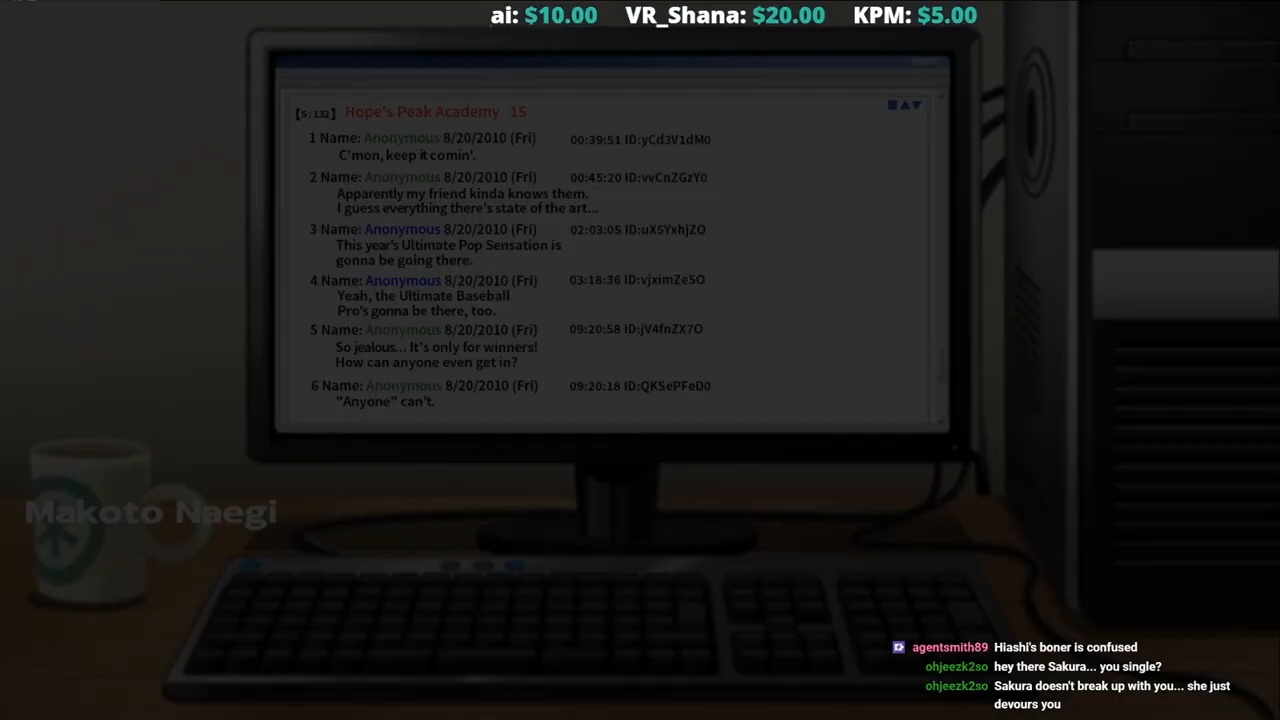 ai: $10.00 VR_Shana: $20.00 KPM: $5.00
【5:132】 Hope's Peak Academy 15
1 Name: Anonymous 8/20/2010 (Fri) 00:39:51 ID:yCd3V1dM0
C'mon, keep it comin'.
2 Name: Anonymous 8/20/2010 (Fri) 00:45:20 ID:vvCnZGzY0
Apparently my friend kinda knows them.
I guess everything there's state of the art...
3 Name: Anonymous 8/20/2010 (Fri) 02:03:05 ID:uX5YxhjZO
This year's Ultimate Pop Sensation is
gonna be going there.
4 Name: Anonymous 8/20/2010 (Fri) 03:18:36 ID:vjximZeSO
Yeah, the Ultimate Baseball
Pro's gonna be there, too.
5 Name: Anonymous 8/20/2010 (Fri) 09:20:58 ID:jV4fnZX7O
So jealous... It's only for winners!
How can anyone even get in?
6 Name: Anonymous 8/20/2010 (Fri) 09:20:18 ID:QKSePFeD0
"Anyone" can't.
Makoto Naegi
agentsmith89 Hiashi's boner is confused
ohjeezk2so hey there Sakura... you single?
ohjeezk2so Sakura doesn't break up with you... she just
devours you